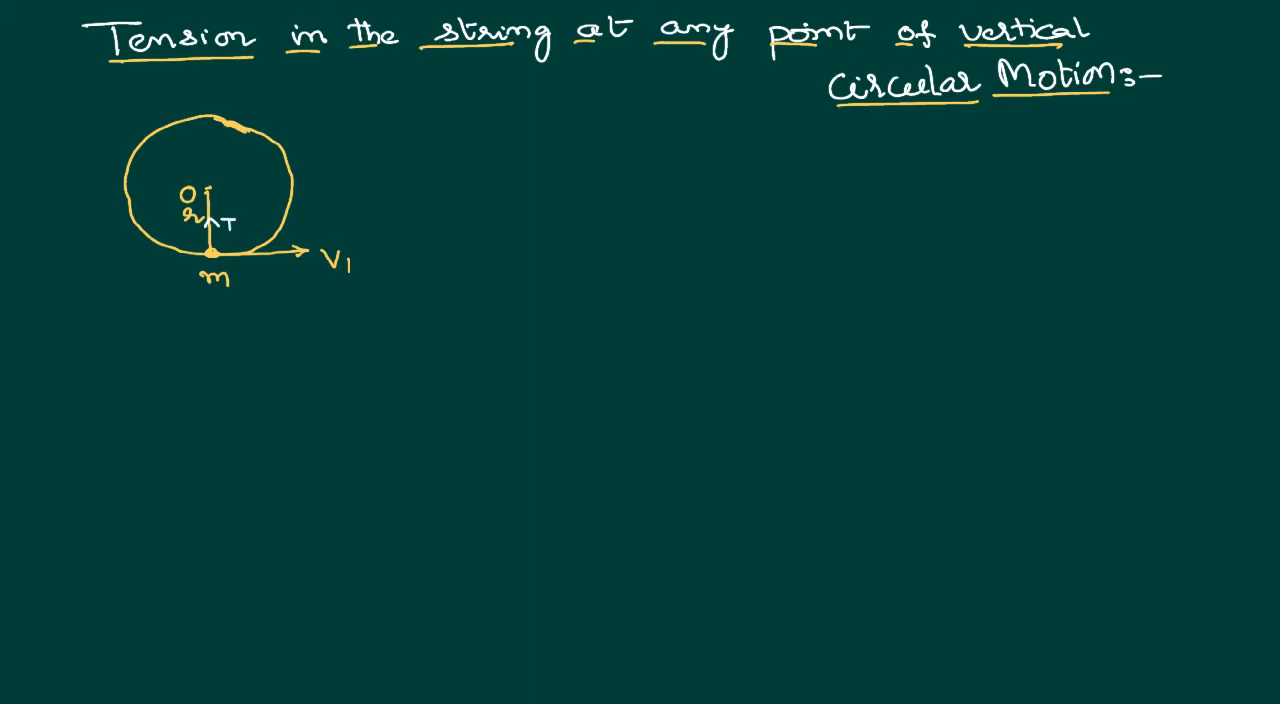 Tension in the string at any point of vertical
Circular Motion:-
O
r
T
V1
m